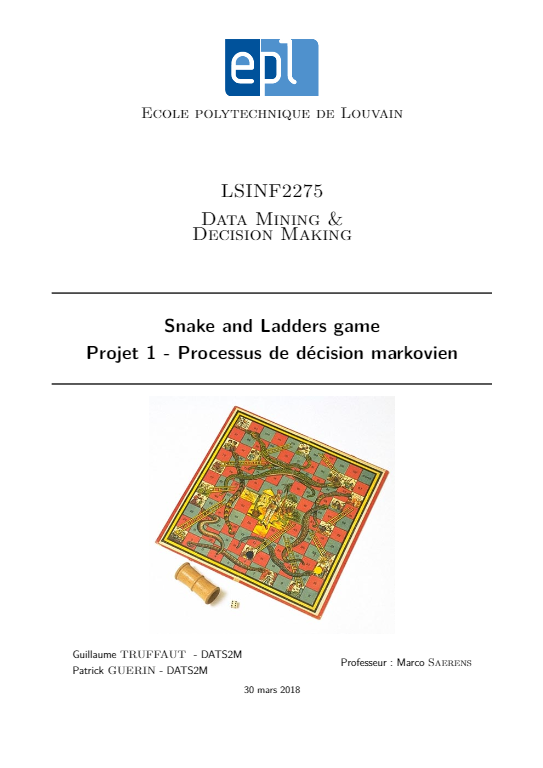 epl
ECOLE POLYTECHNIQUE DE LOUVAIN
LSINF2275
DATA MINING &
DECISION MAKING
Snake and Ladders game
Projet 1 - Processus de décision markovien
Guillaume TRUFFAUT - DATS2M
Patrick GUERIN - DATS2M
Professeur : Marco SAERENS
30 mars 2018